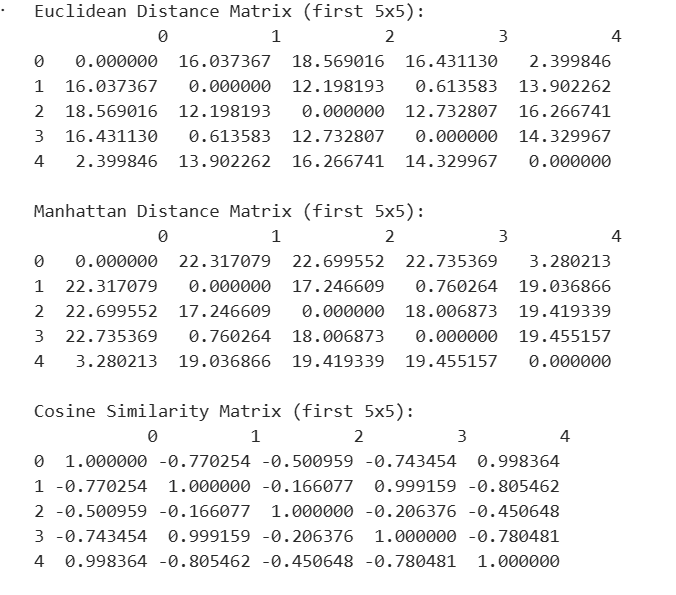 Euclidean Distance Matrix (first 5x5):
0 1 2 3 4
0 0.000000 16.037367 18.569016 16.431130 2.399846
1 16.037367 0.000000 12.198193 0.613583 13.902262
2 18.569016 12.198193 0.000000 12.732807 16.266741
3 16.431130 0.613583 12.732807 0.000000 14.329967
4 2.399846 13.902262 16.266741 14.329967 0.000000
Manhattan Distance Matrix (first 5x5):
0 1 2 3 4
0 0.000000 22.317079 22.699552 22.735369 3.280213
1 22.317079 0.000000 17.246609 0.760264 19.036866
2 22.699552 17.246609 0.000000 18.006873 19.419339
3 22.735369 0.760264 18.006873 0.000000 19.455157
4 3.280213 19.036866 19.419339 19.455157 0.000000
Cosine Similarity Matrix (first 5x5):
0 1 2 3 4
0 1.000000 -0.770254 -0.500959 -0.743454 0.998364
1 -0.770254 1.000000 -0.166077 0.999159 -0.805462
2 -0.500959 -0.166077 1.000000 -0.206376 -0.450648
3 -0.743454 0.999159 -0.206376 1.000000 -0.780481
4 0.998364 -0.805462 -0.450648 -0.780481 1.000000